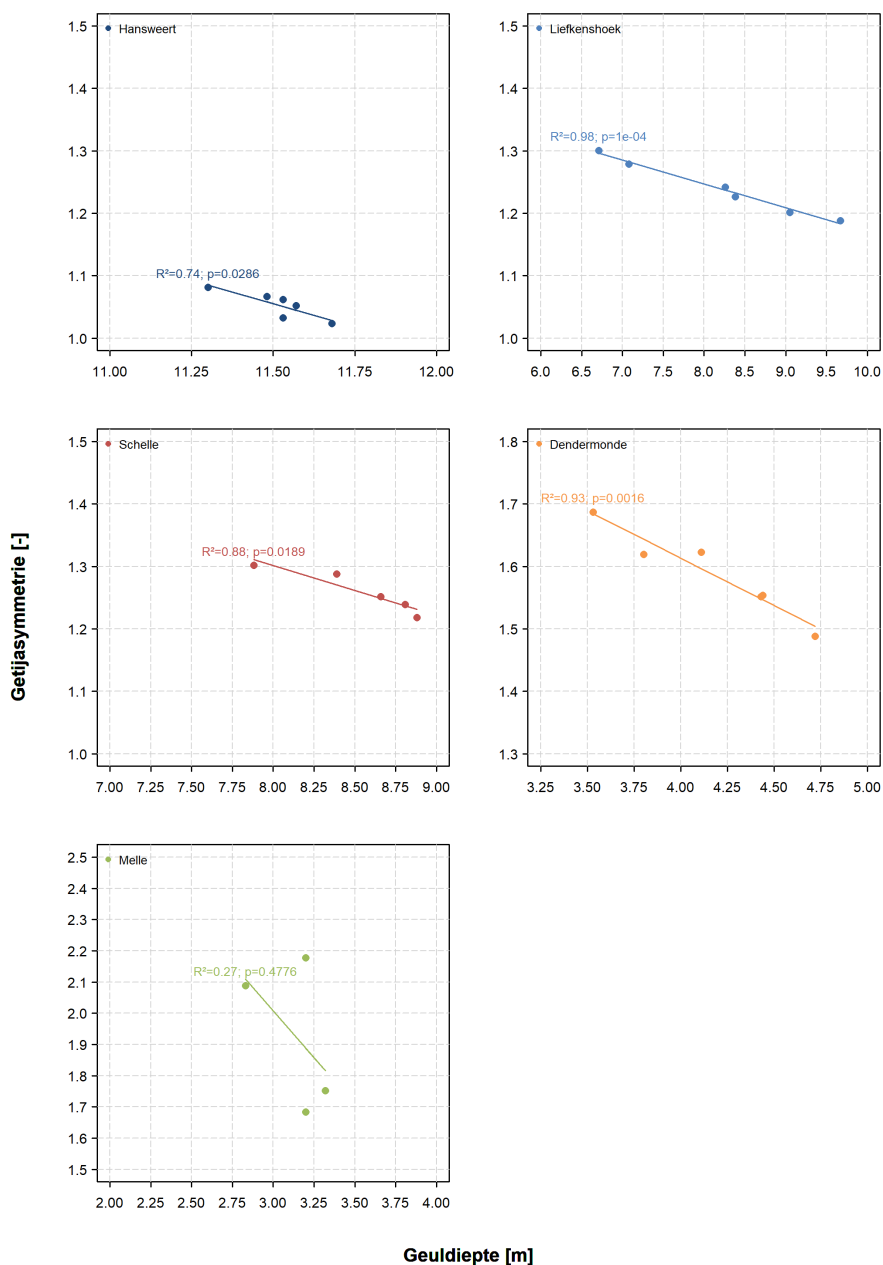 Hansweert
R²=0.74; p=0.0286
1.5
1.4
1.3
1.2
1.1
1.0
11.00 11.25 11.50 11.75 12.00
Liefkenshoek
R²=0.98; p=1e-04
1.5
1.4
1.3
1.2
1.1
1.0
6.0 6.5 7.0 7.5 8.0 8.5 9.0 9.5 10.0
Schelle
R²=0.88; p=0.0189
1.5
1.4
1.3
1.2
1.1
1.0
7.00 7.25 7.50 7.75 8.00 8.25 8.50 8.75 9.00
Dendermonde
R²=0.93; p=0.0016
1.8
1.7
1.6
1.5
1.4
1.3
3.25 3.75 4.00 4.25 4.50 4.75 5.00
Melle
R²=0.27; p=0.4776
2.5
2.4
2.3
2.2
2.1
2.0
1.9
1.8
1.7
1.6
1.5
2.00 2.25 2.50 2.75 3.00 3.25 3.50 3.75 4.00
Getijasymmetrie [-]
Geuldiepte [m]